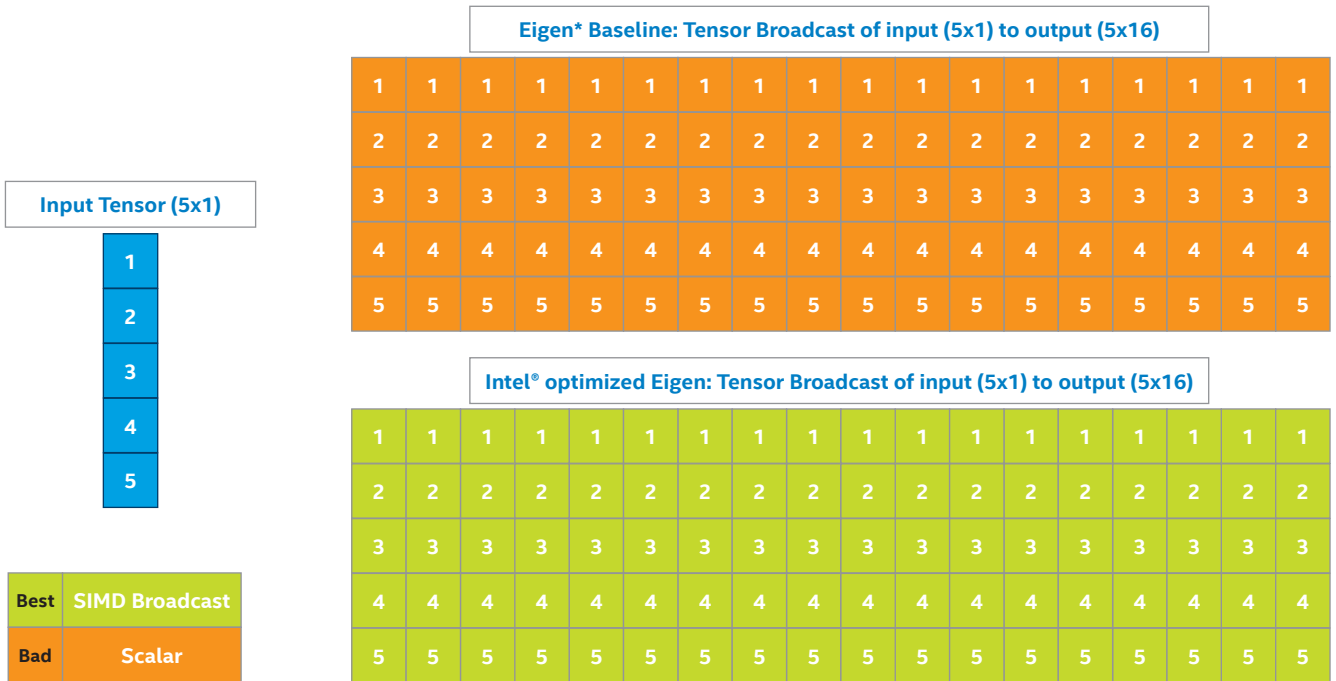 Eigen* Baseline: Tensor Broadcast of input (5x1) to output (5x16)
1 1 1 1 1 1 1 1 1 1 1 1 1 1 1 1 1 1
2 2 2 2 2 2 2 2 2 2 2 2 2 2 2 2 2 2
3 3 3 3 3 3 3 3 3 3 3 3 3 3 3 3 3 3
4 4 4 4 4 4 4 4 4 4 4 4 4 4 4 4 4 4
5 5 5 5 5 5 5 5 5 5 5 5 5 5 5 5 5 5
Input Tensor (5x1)
1
2
3
4
5
Intel® optimized Eigen: Tensor Broadcast of input (5x1) to output (5x16)
1 1 1 1 1 1 1 1 1 1 1 1 1 1 1 1 1 1
2 2 2 2 2 2 2 2 2 2 2 2 2 2 2 2 2 2
3 3 3 3 3 3 3 3 3 3 3 3 3 3 3 3 3 3
4 4 4 4 4 4 4 4 4 4 4 4 4 4 4 4 4 4
5 5 5 5 5 5 5 5 5 5 5 5 5 5 5 5 5 5
Best SIMD Broadcast
Bad Scalar